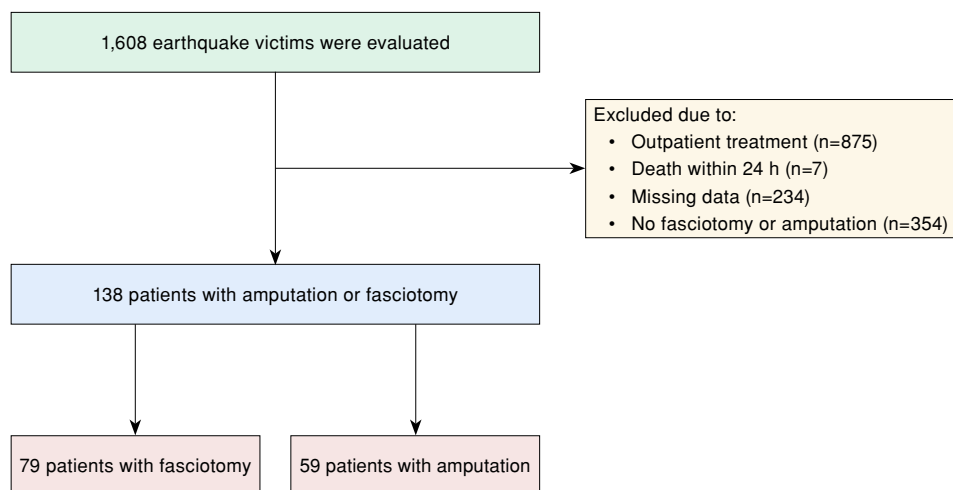 1,608 earthquake victims were evaluated
Excluded due to:
• Outpatient treatment (n=875)
• Death within 24 h (n=7)
• Missing data (n=234)
• No fasciotomy or amputation (n=354)
138 patients with amputation or fasciotomy
79 patients with fasciotomy
59 patients with amputation